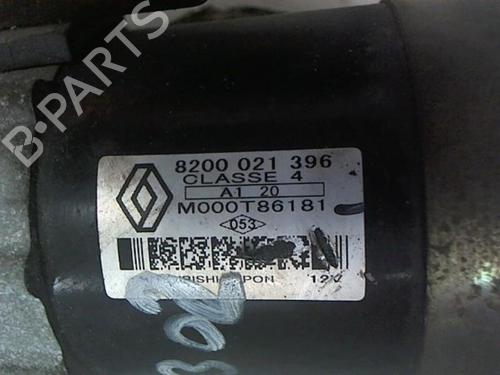 B-PARTS
8200 021 396
CLASSE 4
A1 20
M000T86181
053
12V